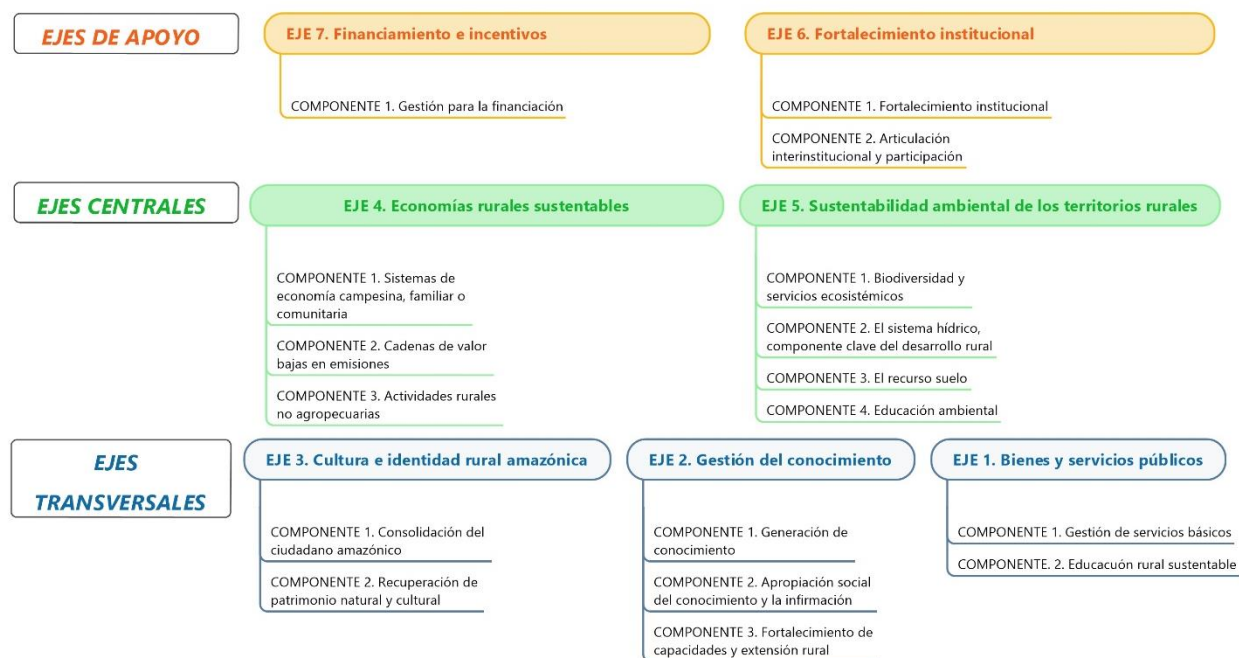 EJES DE APOYO
EJE 7. Financiamiento e incentivos
COMPONENTE 1. Gestión para la financiación
EJE 6. Fortalecimiento institucional
COMPONENTE 1. Fortalecimiento institucional
COMPONENTE 2. Articulación
interinstitucional y participación
EJES CENTRALES
EJE 4. Economías rurales sustentables
COMPONENTE 1. Sistemas de
economía campesina, familiar o
comunitaria
COMPONENTE 2. Cadenas de valor
bajas en emisiones
COMPONENTE 3. Actividades rurales
no agropecuarias
EJE 5. Sustentabilidad ambiental de los territorios rurales
COMPONENTE 1. Biodiversidad y
servicios ecosistémicos
COMPONENTE 2. El sistema hídrico,
componente clave del desarrollo rural
COMPONENTE 3. El recurso suelo
COMPONENTE 4. Educación ambiental
EJES
TRANSVERSALES
EJE 3. Cultura e identidad rural amazónica
COMPONENTE 1. Consolidación del
ciudadano amazónico
COMPONENTE 2. Recuperación de
patrimonio natural y cultural
EJE 2. Gestión del conocimiento
COMPONENTE 1. Generación de
conocimiento
COMPONENTE 2. Apropiación social
del conocimiento y la infirmación
COMPONENTE 3. Fortalecimiento de
capacidades y extensión rural
EJE 1. Bienes y servicios públicos
COMPONENTE 1. Gestión de servicios básicos
COMPONENTE. 2. Educacuón rural sustentable